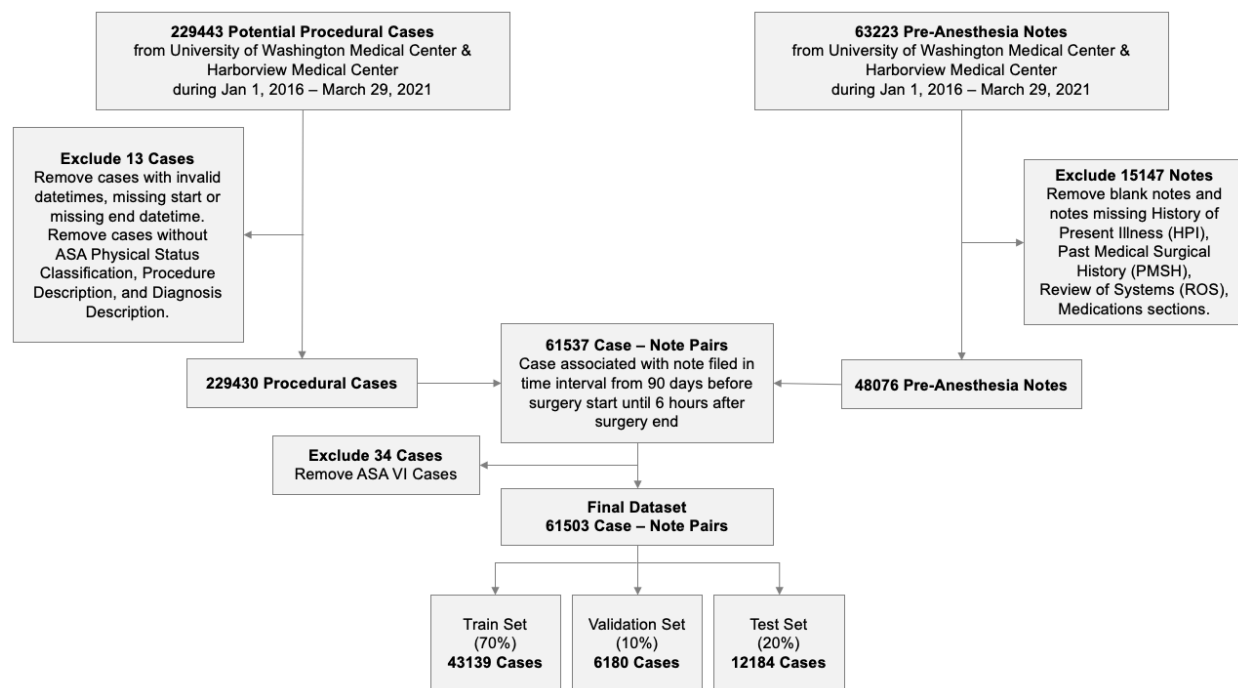 229443 Potential Procedural Cases
from University of Washington Medical Center &
Harborview Medical Center
during Jan 1, 2016 – March 29, 2021
63223 Pre-Anesthesia Notes
from University of Washington Medical Center &
Harborview Medical Center
during Jan 1, 2016 – March 29, 2021
Exclude 13 Cases
Remove cases with invalid
datetimes, missing start or
missing end datetime.
Remove cases without
ASA Physical Status
Classification, Procedure
Description, and Diagnosis
Description.
Exclude 15147 Notes
Remove blank notes and
notes missing History of
Present Illness (HPI),
Past Medical Surgical
History (PMSH),
Review of Systems (ROS),
Medications sections.
229430 Procedural Cases
61537 Case – Note Pairs
Case associated with note filed in
time interval from 90 days before
surgery start until 6 hours after
surgery end
48076 Pre-Anesthesia Notes
Exclude 34 Cases
Remove ASA VI Cases
Final Dataset
61503 Case – Note Pairs
Train Set
(70%)
43139 Cases
Validation Set
(10%)
6180 Cases
Test Set
(20%)
12184 Cases